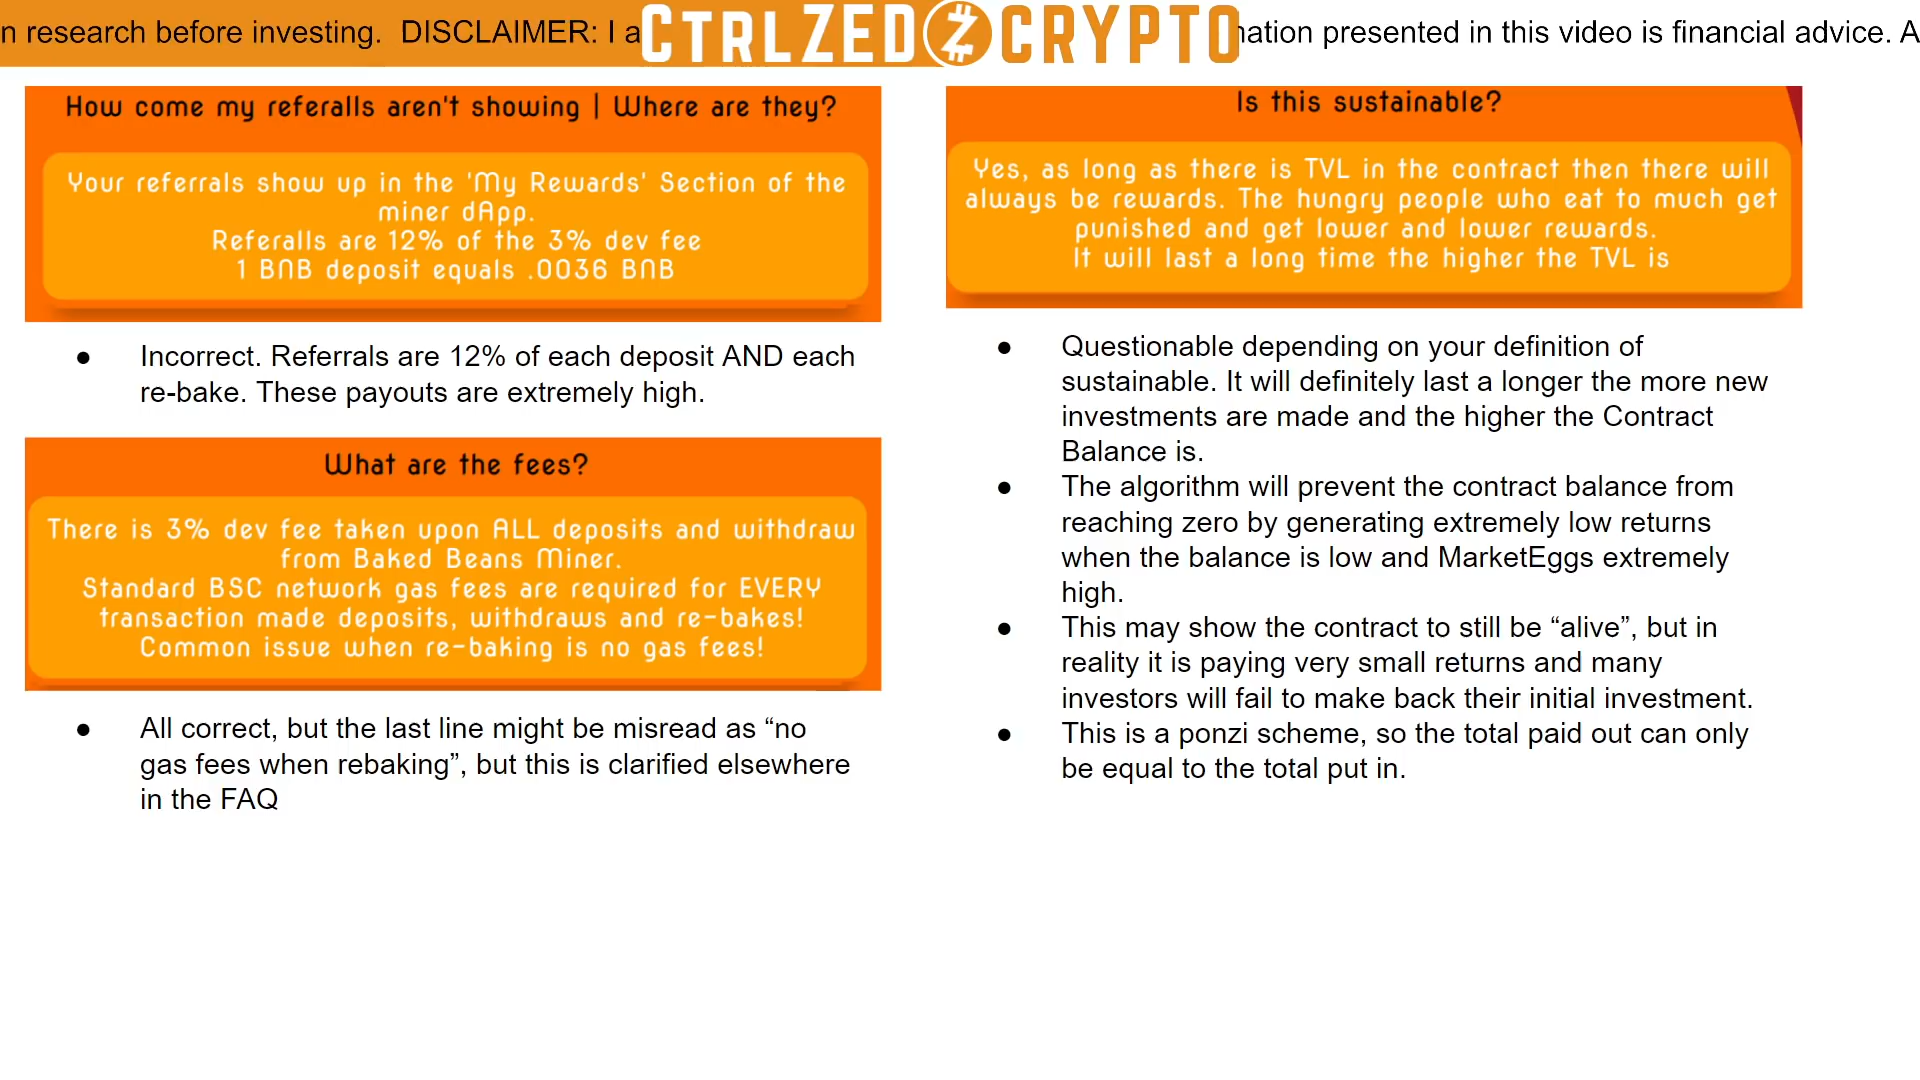 n research before investing.  DISCLAIMER: I a
CTRLZED CRYPTO
ation presented in this video is financial advice. A
How come my referalls aren't showing | Where are they?
Your referrals show up in the 'My Rewards' Section of the
miner dApp.
Referalls are 12% of the 3% dev fee
1 BNB deposit equals .0036 BNB
● Incorrect. Referrals are 12% of each deposit AND each
re-bake. These payouts are extremely high.
What are the fees?
There is 3% dev fee taken upon ALL deposits and withdraw
from Baked Beans Miner.
Standard BSC network gas fees are required for EVERY
transaction made deposits, withdraws and re-bakes!
Common issue when re-baking is no gas fees!
● All correct, but the last line might be misread as “no
gas fees when rebaking”, but this is clarified elsewhere
in the FAQ
Is this sustainable?
Yes, as long as there is TVL in the contract then there will
always be rewards. The hungry people who eat to much get
punished and get lower and lower rewards.
It will last a long time the higher the TVL is
● Questionable depending on your definition of
sustainable. It will definitely last a longer the more new
investments are made and the higher the Contract
Balance is.
● The algorithm will prevent the contract balance from
reaching zero by generating extremely low returns
when the balance is low and MarketEggs extremely
high.
● This may show the contract to still be “alive”, but in
reality it is paying very small returns and many
investors will fail to make back their initial investment.
● This is a ponzi scheme, so the total paid out can only
be equal to the total put in.